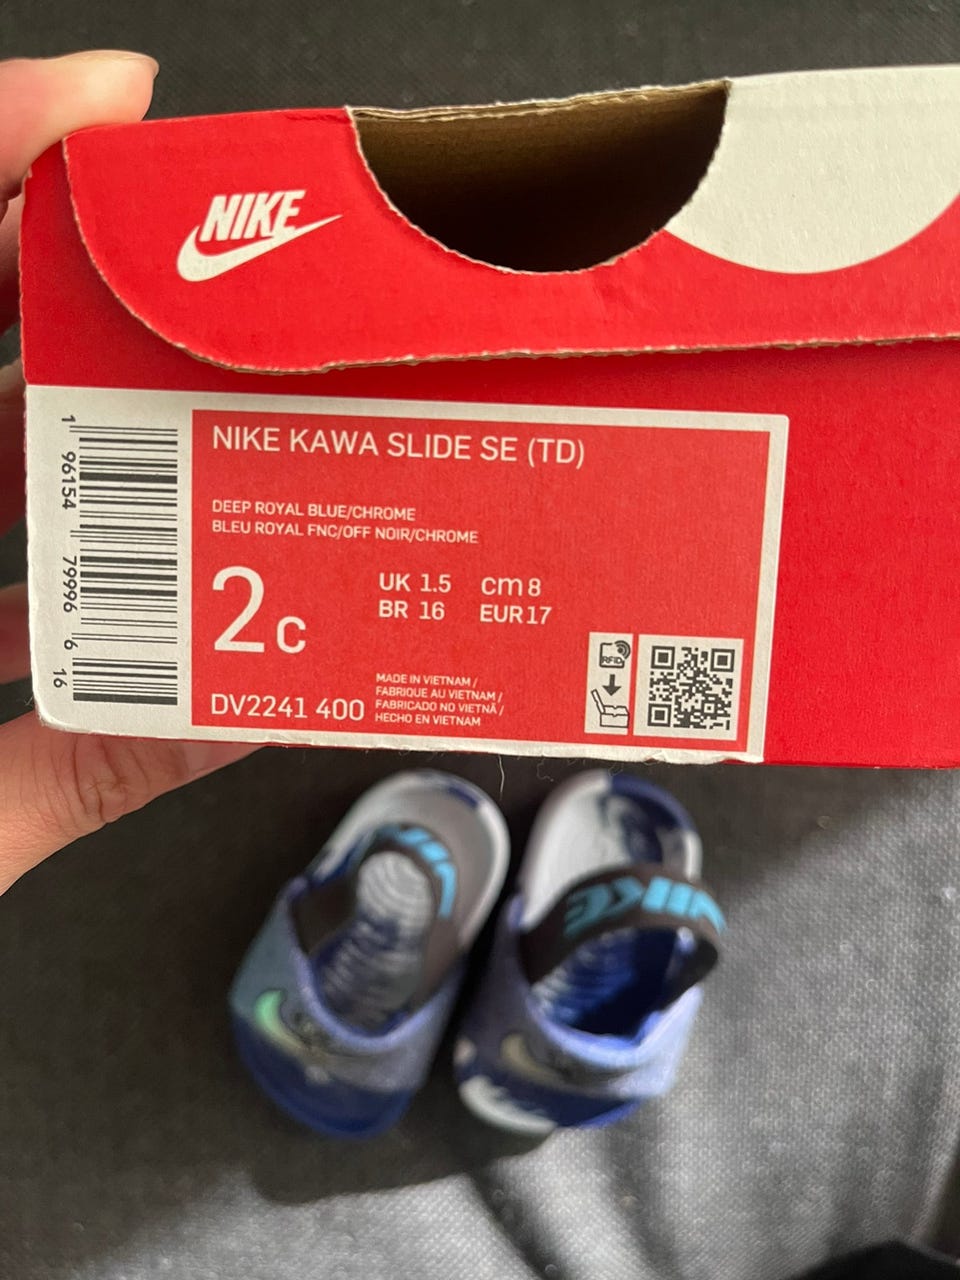 NIKE
NIKE KAWA SLIDE SE (TD)
DEEP ROYAL BLUE/CHROME
BLEU ROYAL FNC/OFF NOIR/CHROME
2c
UK 1.5 cm 8
BR 16 EUR 17
DV2241 400
MADE IN VIETNAM /
FABRIQUE AU VIETNAM /
FABRICADO NO VIETNÃ /
HECHO EN VIETNAM
RFID
1 96154 79996 6 16
NIKE